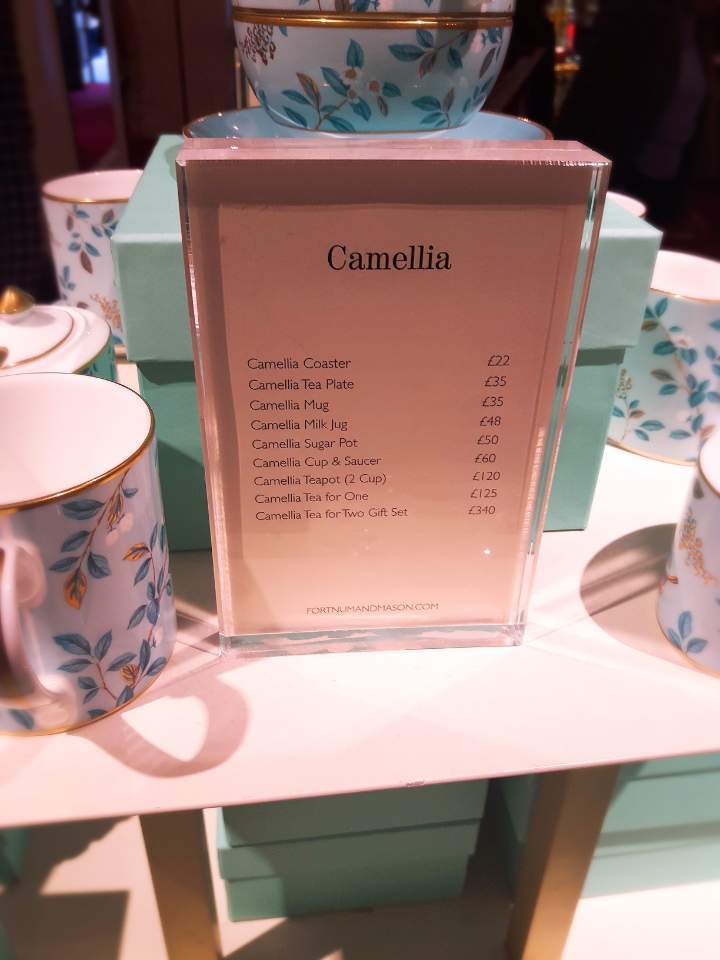 Camellia
Camellia Coaster £22
Camellia Tea Plate £35
Camellia Mug £35
Camellia Milk Jug £48
Camellia Sugar Pot £50
Camellia Cup & Saucer £60
Camellia Teapot (2 Cup) £120
Camellia Tea for One £125
Camellia Tea for Two Gift Set £340
FORTNUMANDMASON.COM